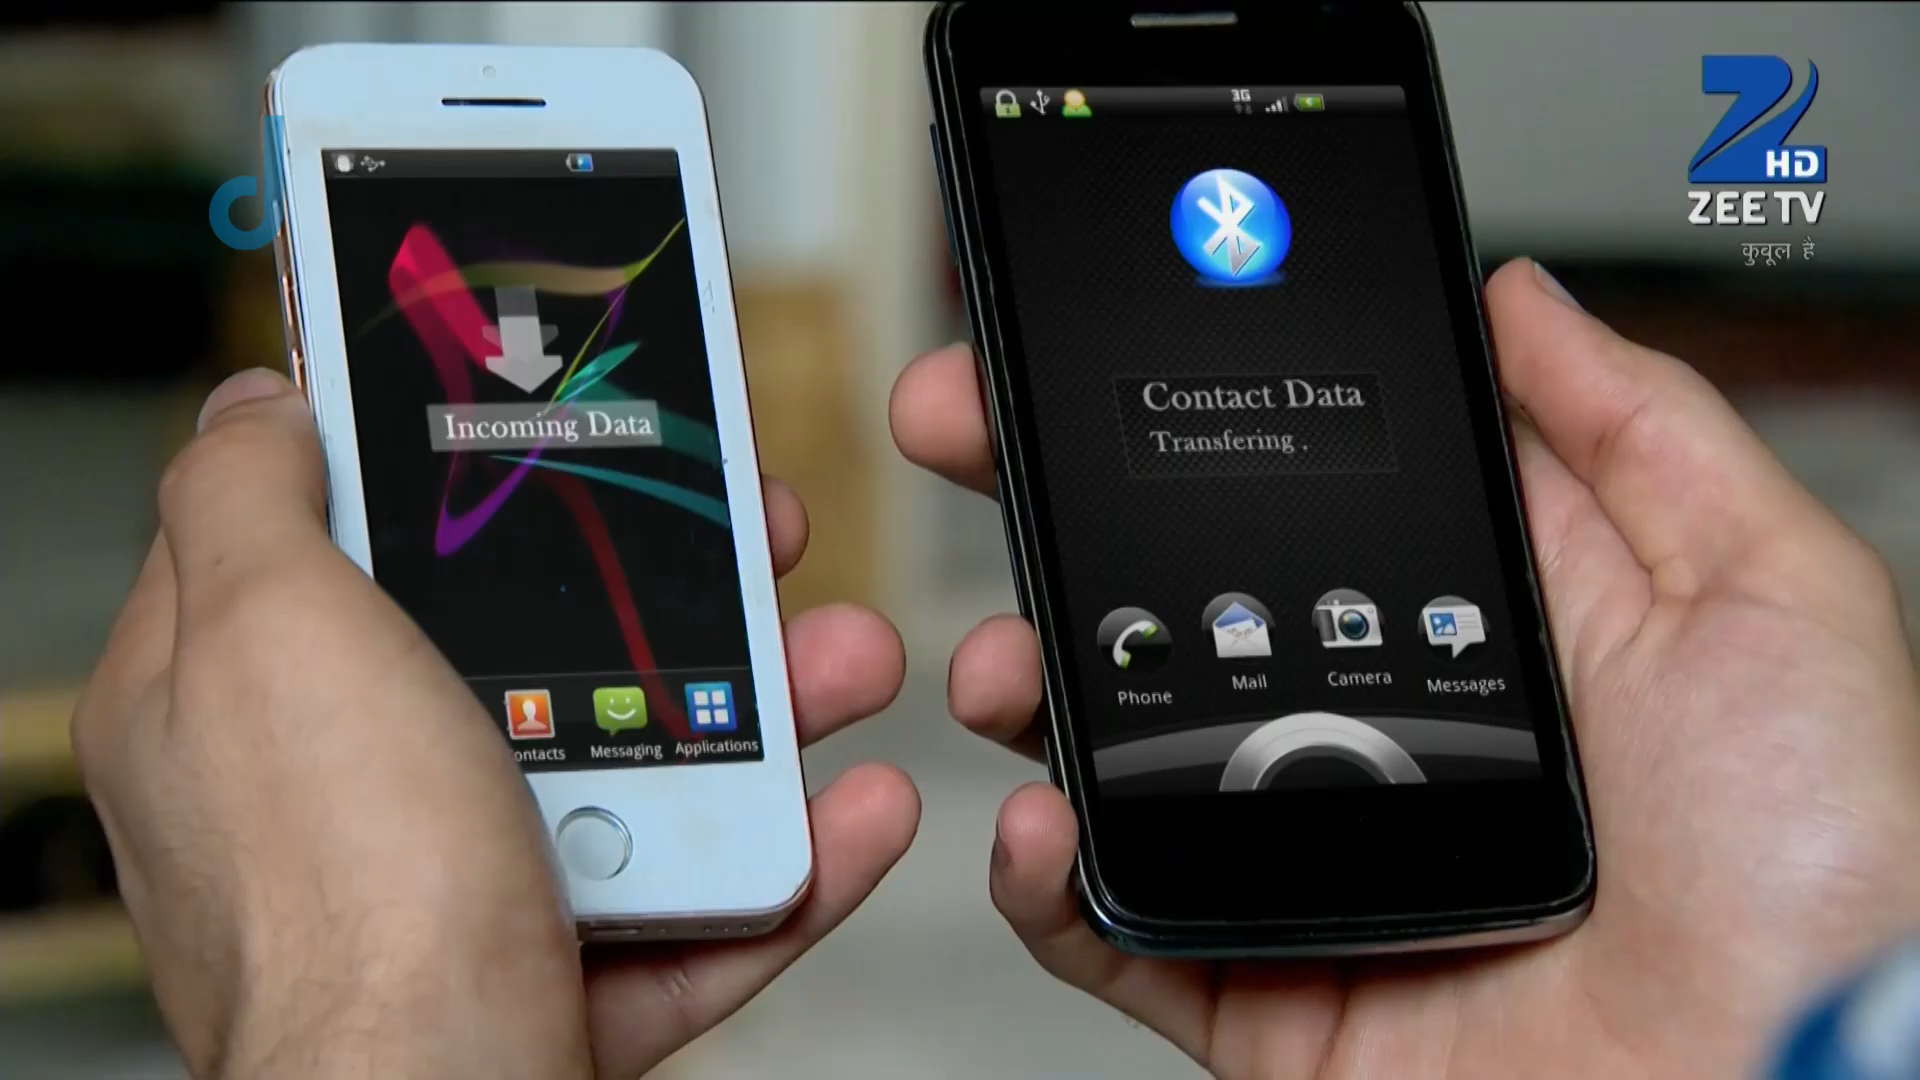 Incoming Data
ontacts
Messaging
Applications
3G
Contact Data
Transfering .
Phone
Mail
Camera
Messages
HD
ZEE TV
कुबूल है